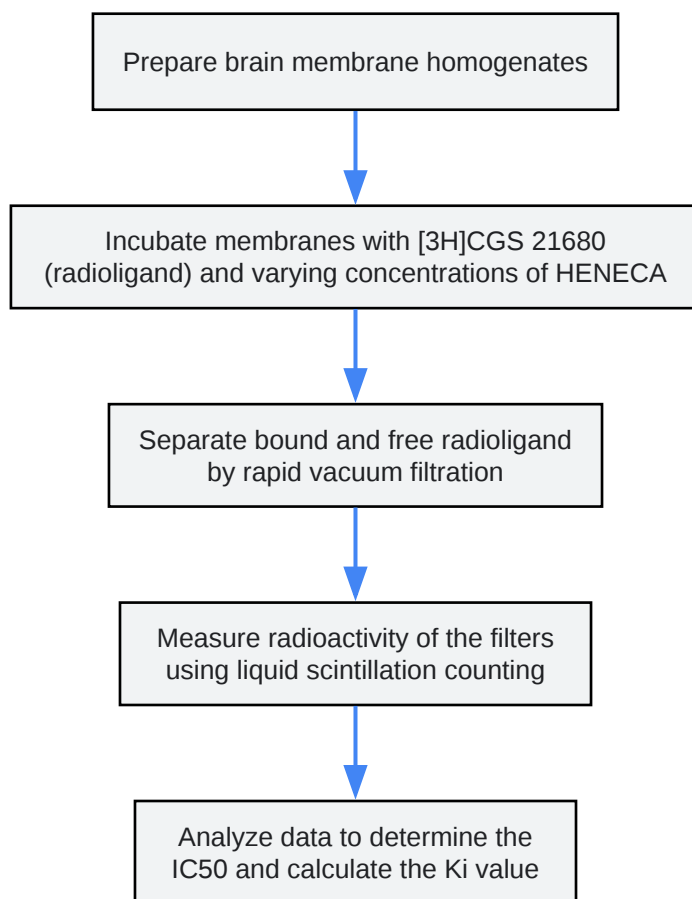 Prepare brain membrane homogenates
Incubate membranes with [3H]CGS 21680
(radioligand) and varying concentrations of HENECA
Separate bound and free radioligand
by rapid vacuum filtration
Measure radioactivity of the filters
using liquid scintillation counting
Analyze data to determine the
IC50 and calculate the Ki value